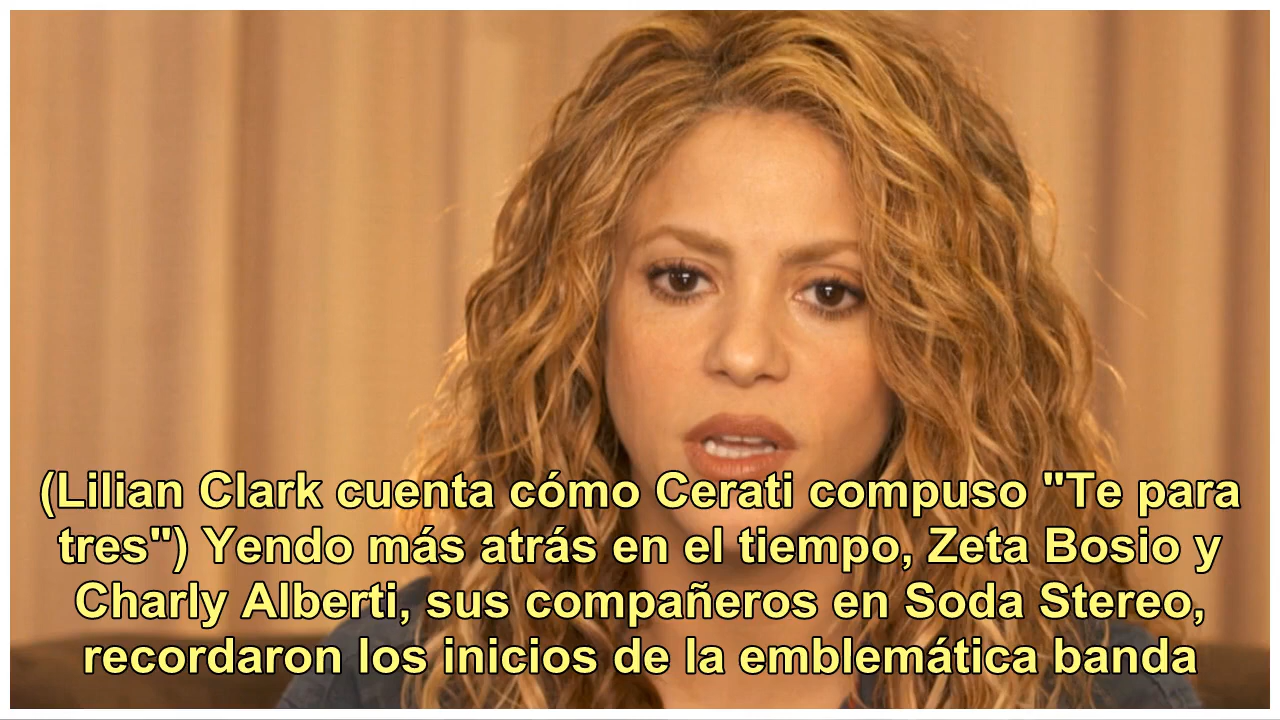 (Lilian Clark cuenta cómo Cerati compuso "Te para
tres") Yendo más atrás en el tiempo, Zeta Bosio y
Charly Alberti, sus compañeros en Soda Stereo,
recordaron los inicios de la emblemática banda